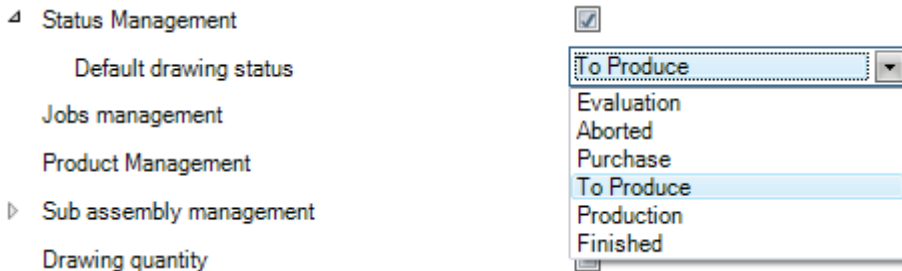 Status Management
Default drawing status To Produce
Evaluation
Jobs management Aborted
Purchase
Product Management
To Produce
Sub assembly management Production
Finished
Drawing quantity